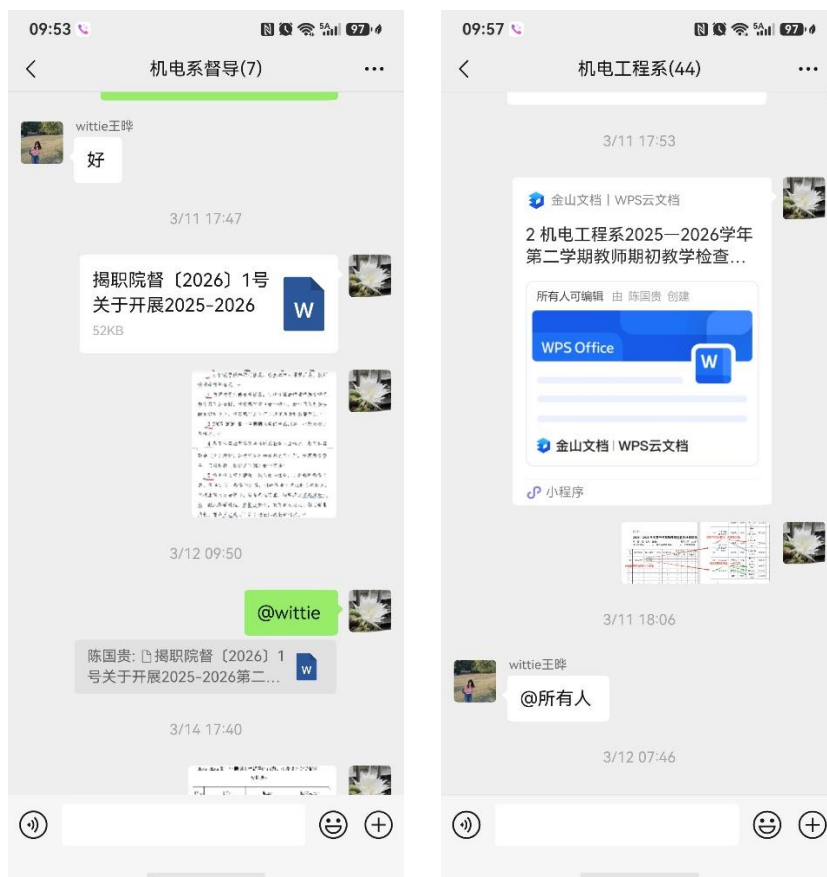 09:53
5A
97
机电系督导(7)
wittie王晔
好
3/11 17:47
揭职院督〔2026〕1号
关于开展2025-2026
W
52KB
3/12 09:50
@wittie
陈国贵: 揭职院督〔2026〕1
号关于开展2025-2026第二...
W
3/14 17:40
09:57
5A
97
机电工程系(44)
3/11 17:53
金山文档 | WPS云文档
2 机电工程系2025—2026学年
第二学期教师期初教学检查...
所有人可编辑 由 陈国贵 创建
WPS Office
W
金山文档 | WPS云文档
小程序
3/11 18:06
wittie王晔
@所有人
3/12 07:46